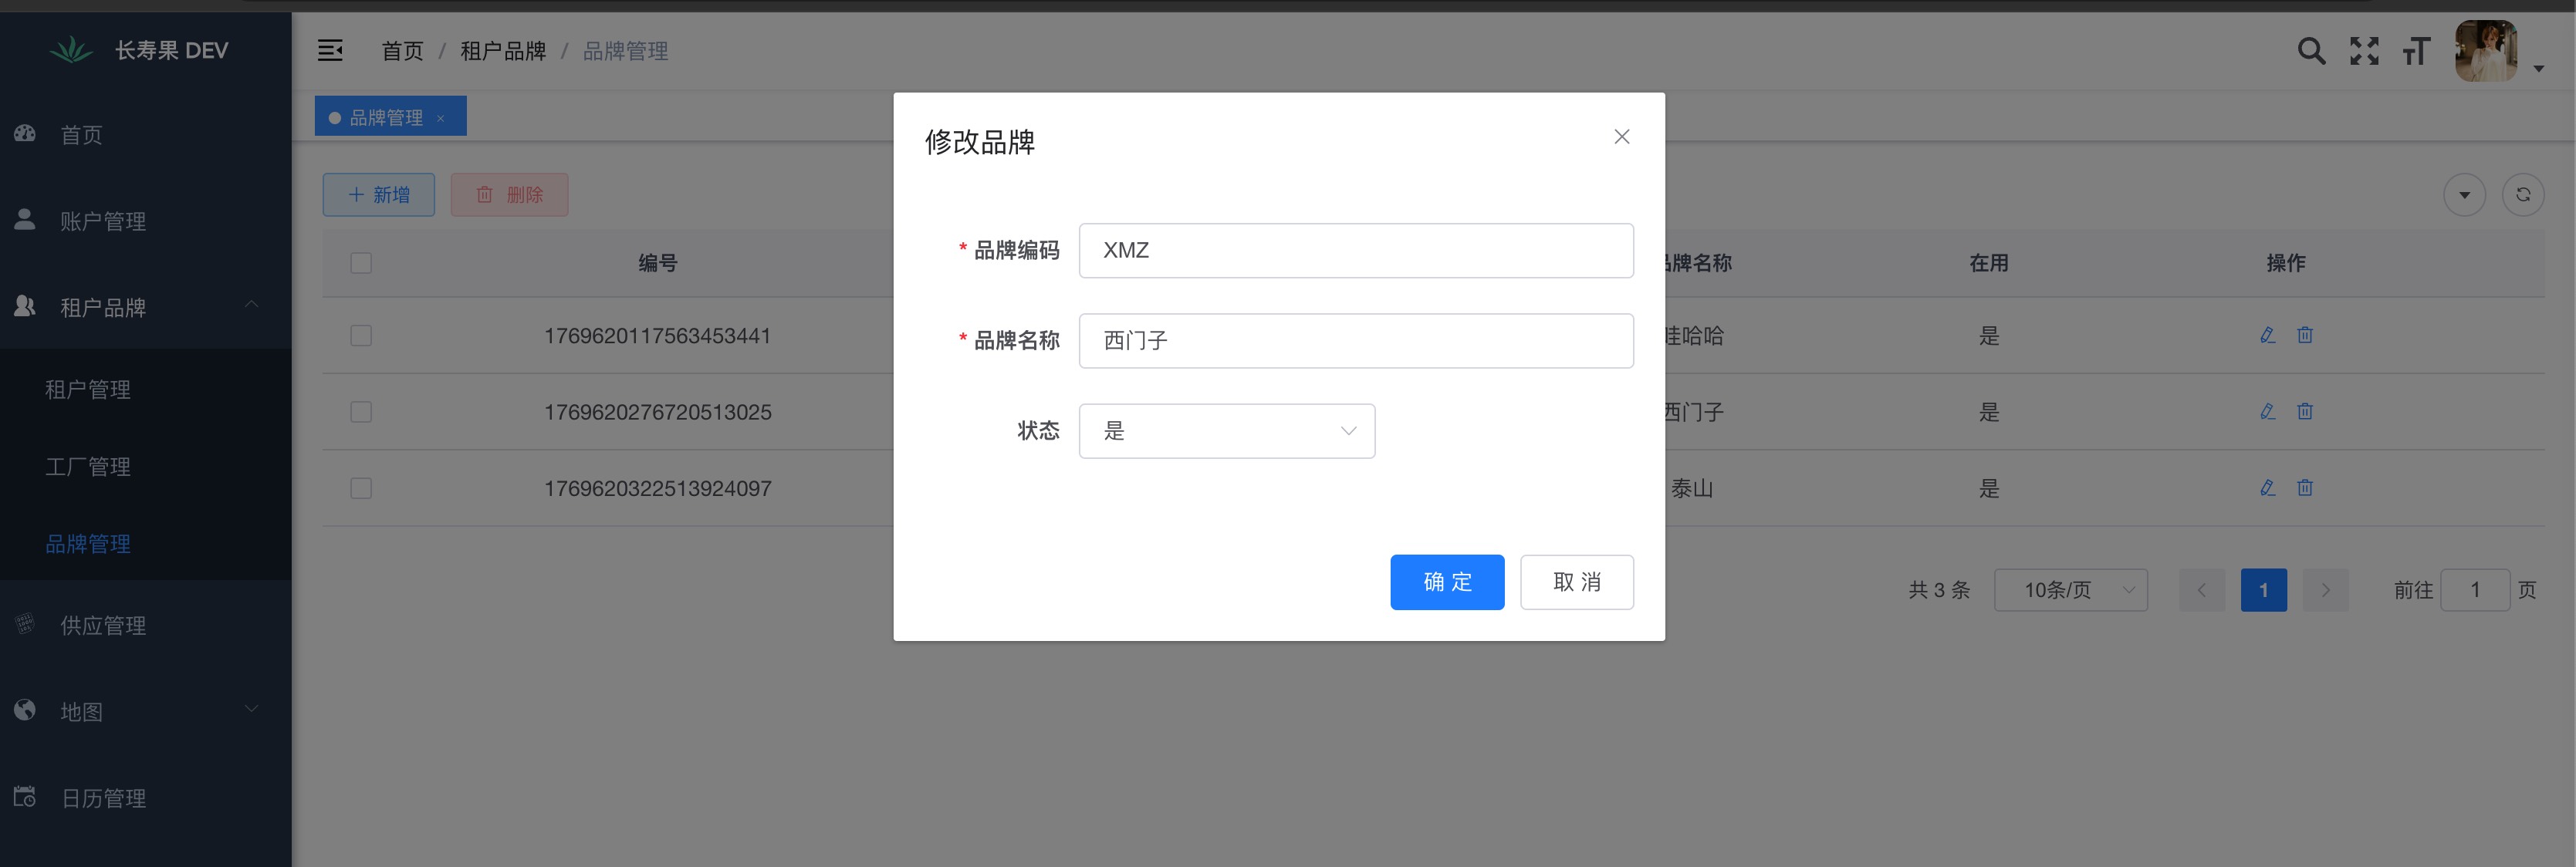 长寿果 DEV
首页 / 租户品牌 / 品牌管理
品牌管理 ×
首页
账户管理
租户品牌
租户管理
工厂管理
品牌管理
供应管理
地图
日历管理
+ 新增
删除
编号
牌名称
在用
操作
1769620117563453441
哇哈哈
是
1769620276720513025
西门子
是
1769620322513924097
泰山
是
共 3 条
10条/页
1
前往
1
页
修改品牌
* 品牌编码
XMZ
* 品牌名称
西门子
状态
是
确 定
取 消